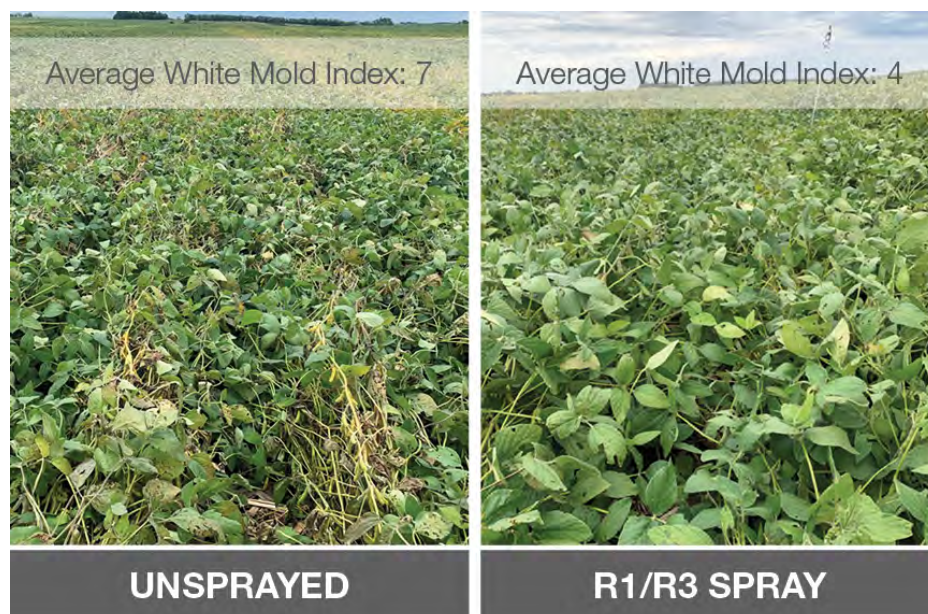 Average White Mold Index: 7
Average White Mold Index: 4
UNSPRAYED
R1/R3 SPRAY